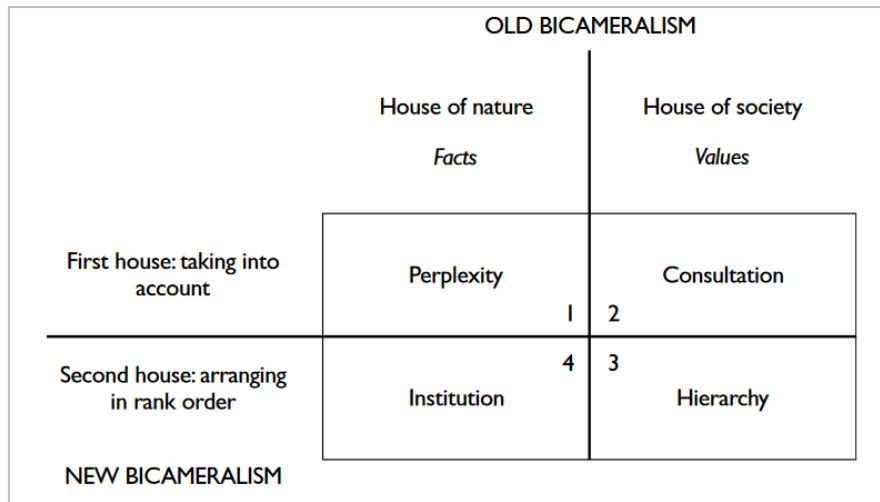 OLD BICAMERALISM
House of nature
House of society
Facts
Values
First house: taking into
account
Perplexity
Consultation
1
2
Second house: arranging
in rank order
4
3
Institution
Hierarchy
NEW BICAMERALISM